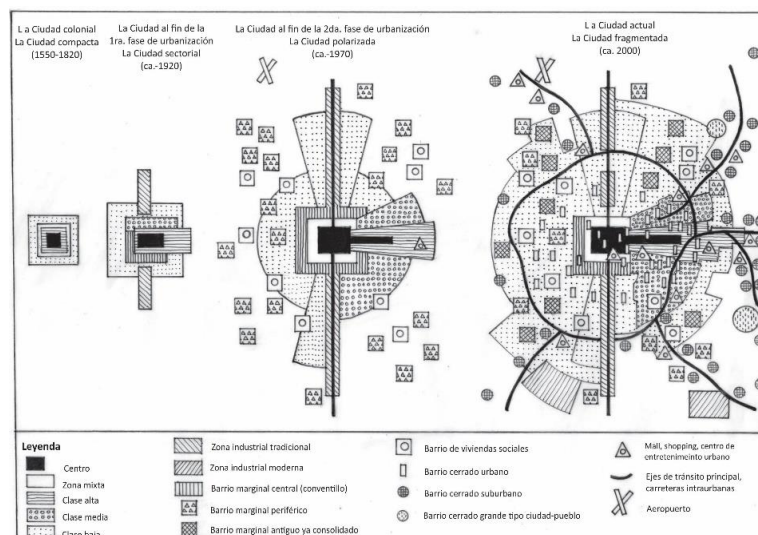 L a Ciudad colonial
La Ciudad compacta
(1550-1820)
La Ciudad al fin de la
1ra. fase de urbanización
La Ciudad sectorial
(ca.-1920)
La Ciudad al fin de la 2da. fase de urbanización
La Ciudad polarizada
(ca.-1970)
L a Ciudad actual
La Ciudad fragmentada
(ca. 2000)
Leyenda
Centro
Zona mixta
Clase alta
Clase media
Clase baja
Zona industrial tradicional
Zona industrial moderna
Barrio marginal central (conventillo)
Barrio marginal periférico
Barrio marginal antiguo ya consolidado
Barrio de viviendas sociales
Barrio cerrado urbano
Barrio cerrado suburbano
Barrio cerrado grande tipo ciudad-pueblo
Mall, shopping, centro de
entretenimeinto urbano
Ejes de tránsito principal,
carreteras intraurbanas
Aeropuerto